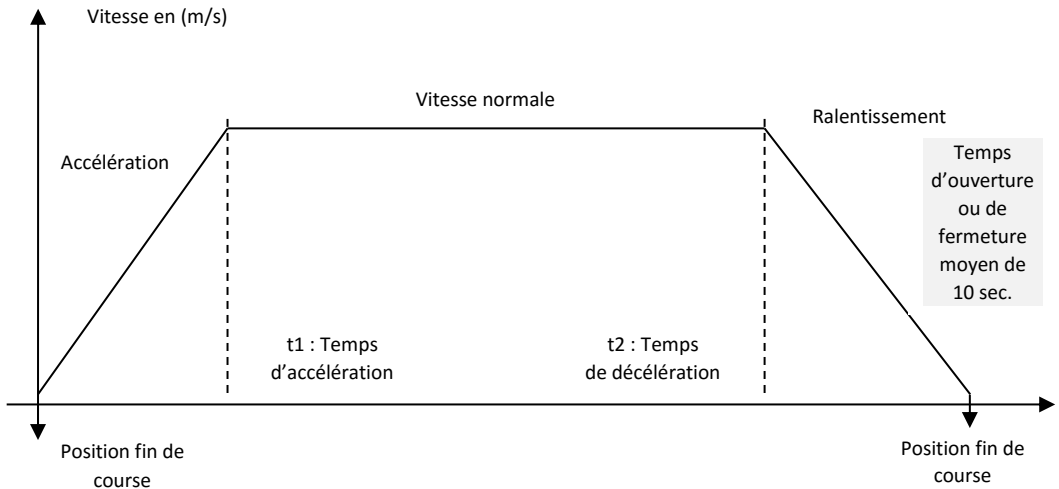 Vitesse en (m/s)
Vitesse normale
Ralentissement
Accélération
Temps
d’ouverture
ou de
fermeture
moyen de
10 sec.
t1 : Temps
d’accélération
t2 : Temps
de décélération
Position fin de
course
Position fin de
course